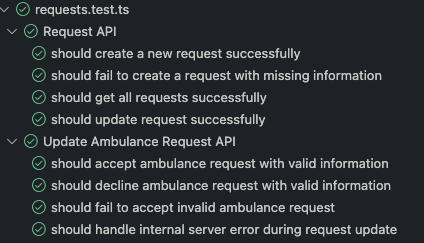 requests.test.ts
Request API
should create a new request successfully
should fail to create a request with missing information
should get all requests successfully
should update request successfully
Update Ambulance Request API
should accept ambulance request with valid information
should decline ambulance request with valid information
should fail to accept invalid ambulance request
should handle internal server error during request update